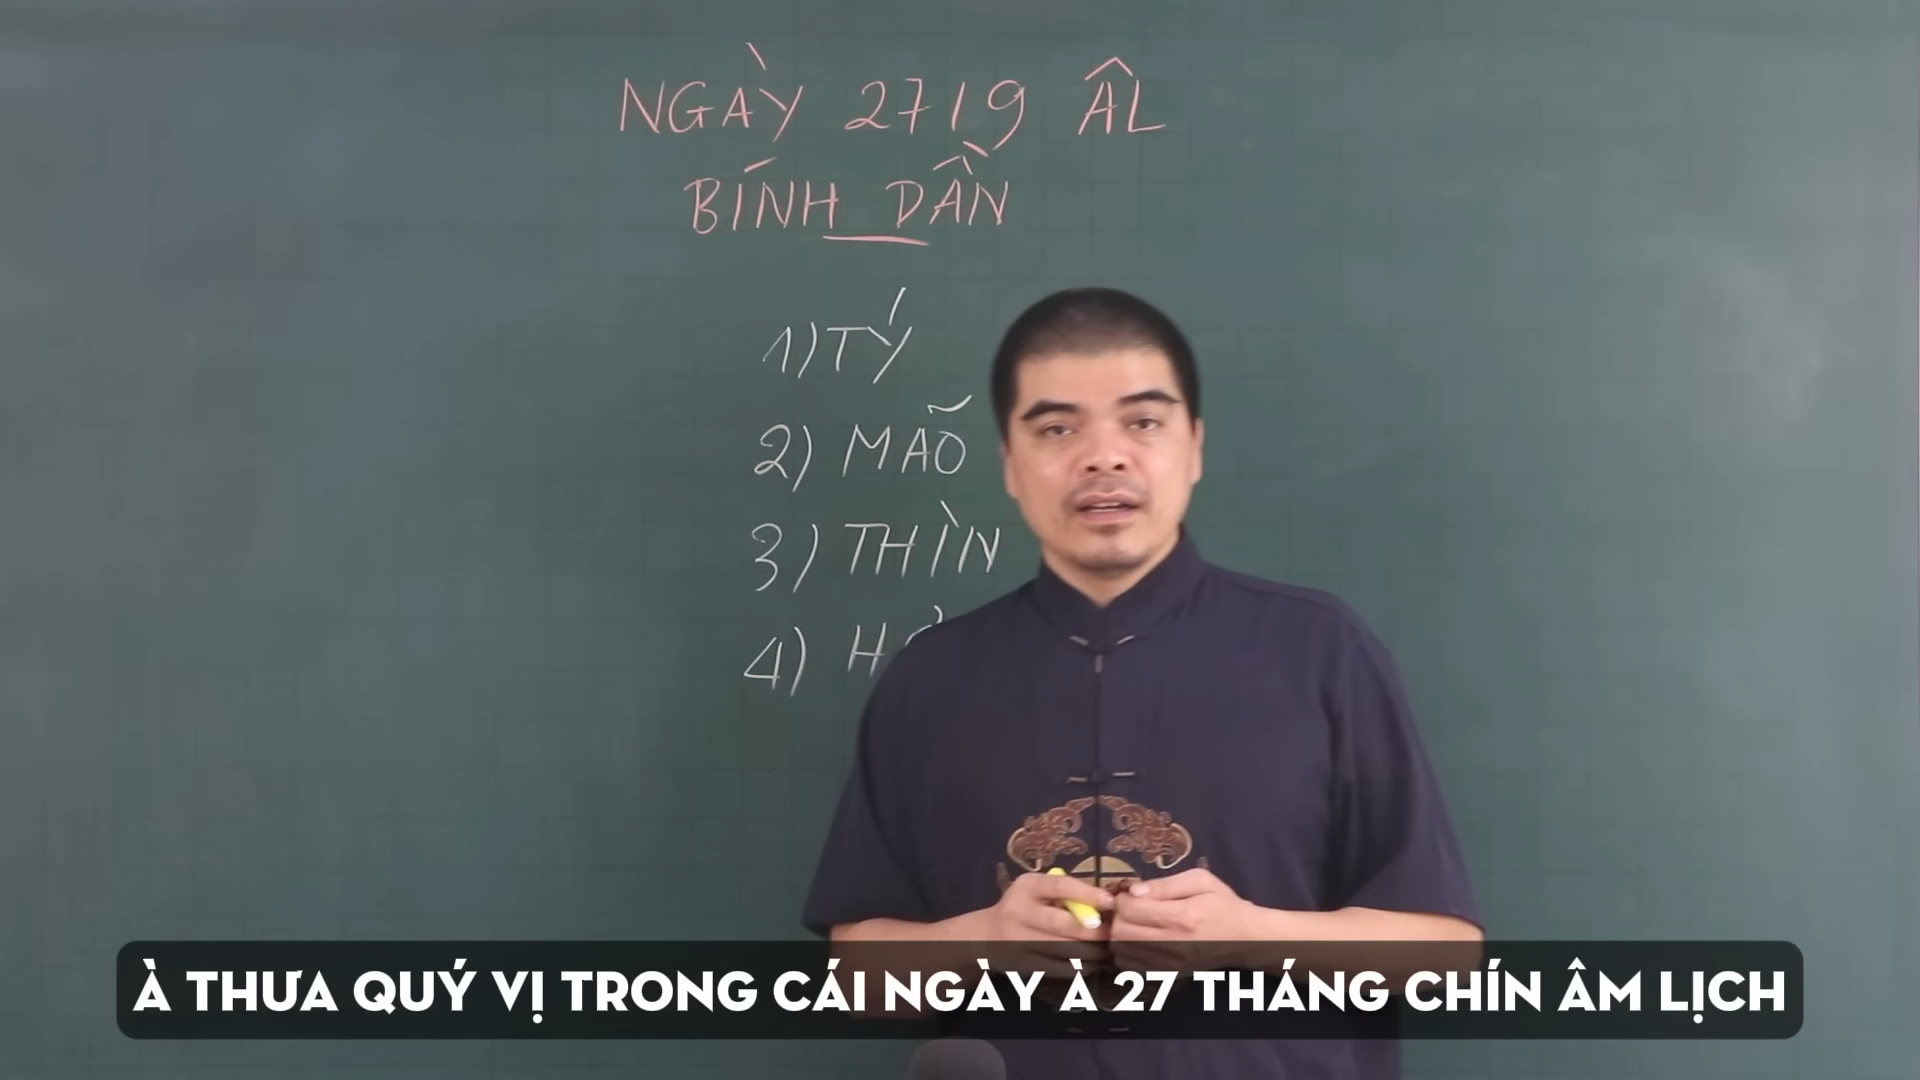 NGÀY 27/9 ÂL
BÍNH DẦN
1) TÝ
2) MÃO
3) THÌN
4)
À THƯA QUÝ VỊ TRONG CÁI NGÀY À 27 THÁNG CHÍN ÂM LỊCH